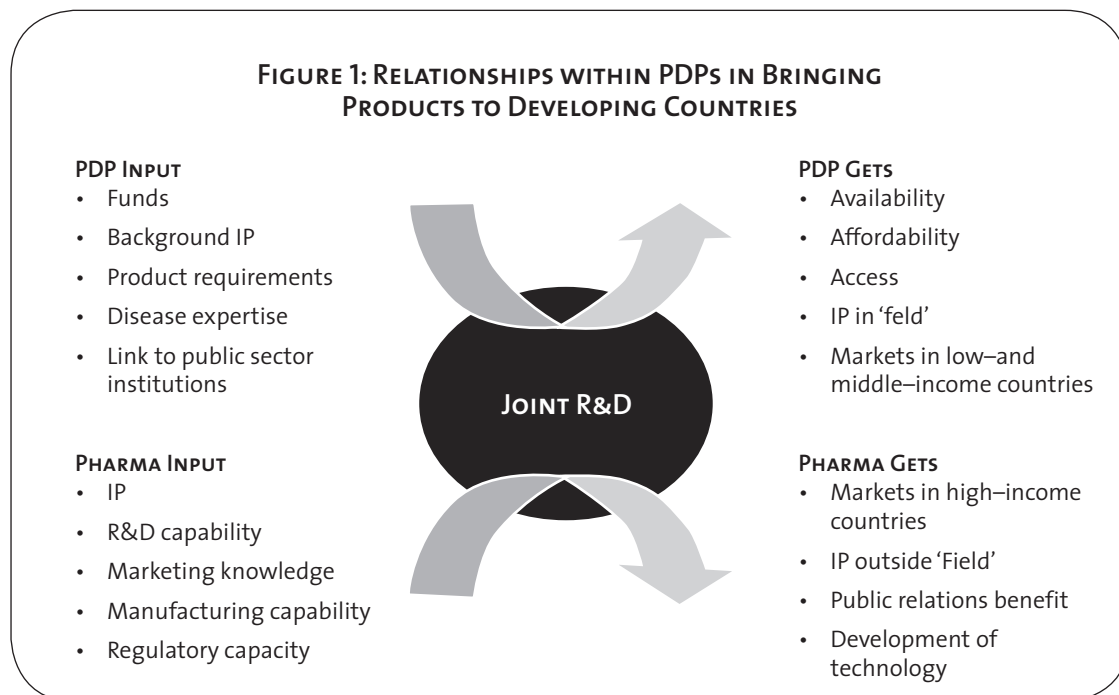 Figure 1: Relationships within PDPs in Bringing
Products to Developing Countries
PDP Input
• Funds
• Background IP
• Product requirements
• Disease expertise
• Link to public sector
institutions
Pharma Input
• IP
• R&D capability
• Marketing knowledge
• Manufacturing capability
• Regulatory capacity
Joint R&D
PDP Gets
• Availability
• Affordability
• Access
• IP in ‘feld’
• Markets in low–and
middle–income countries
Pharma Gets
• Markets in high–income
countries
• IP outside ‘Field’
• Public relations benefit
• Development of
technology